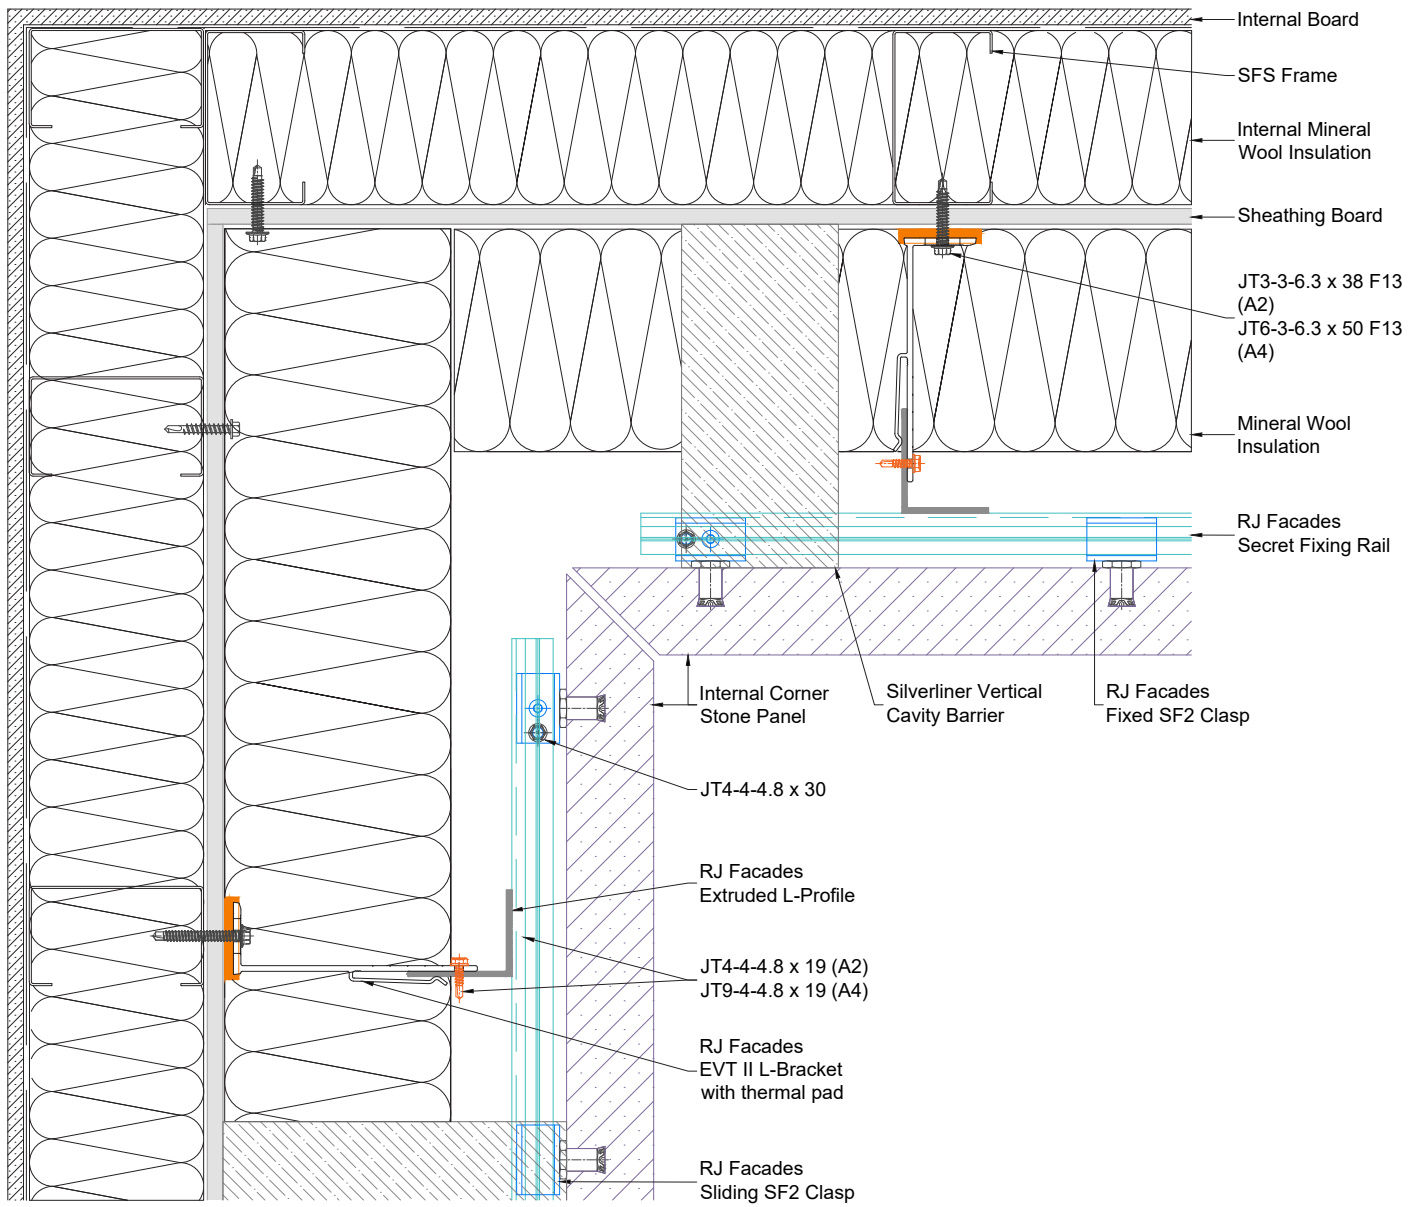 Internal Board
SFS Frame
Internal Mineral
Wool Insulation
Sheathing Board
JT3-3-6.3 x 38 F13
(A2)
JT6-3-6.3 x 50 F13
(A4)
Mineral Wool
Insulation
RJ Facades
Secret Fixing Rail
Internal Corner
Stone Panel
Silverliner Vertical
Cavity Barrier
RJ Facades
Fixed SF2 Clasp
JT4-4-4.8 x 30
RJ Facades
Extruded L-Profile
JT4-4-4.8 x 19 (A2)
JT9-4-4.8 x 19 (A4)
RJ Facades
EVT II L-Bracket
with thermal pad
RJ Facades
Sliding SF2 Clasp